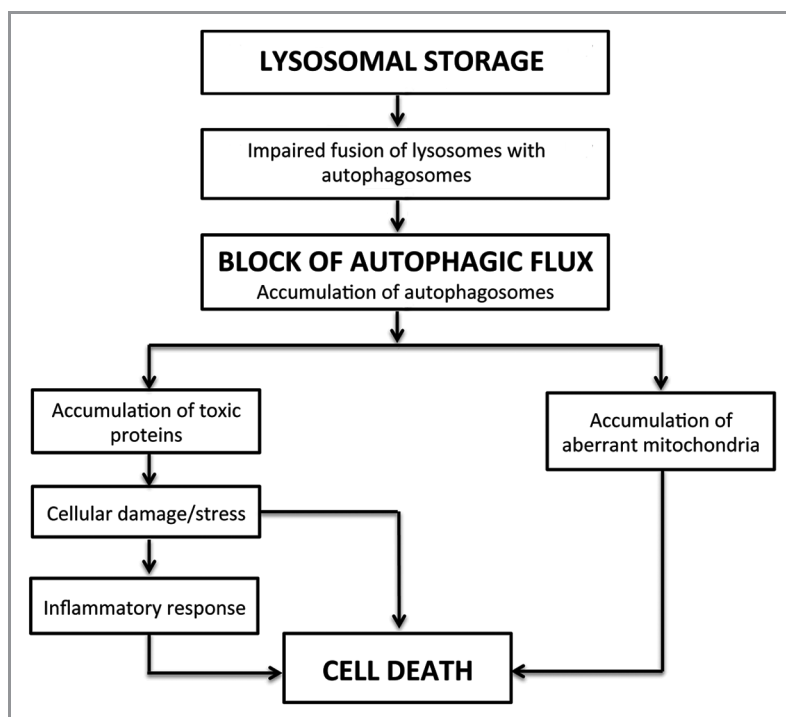 LYSOSOMAL STORAGE
Impaired fusion of lysosomes with
autophagosomes
BLOCK OF AUTOPHAGIC FLUX
Accumulation of autophagosomes
Accumulation of toxic
proteins
Accumulation of
aberrant mitochondria
Cellular damage/stress
Inflammatory response
CELL DEATH